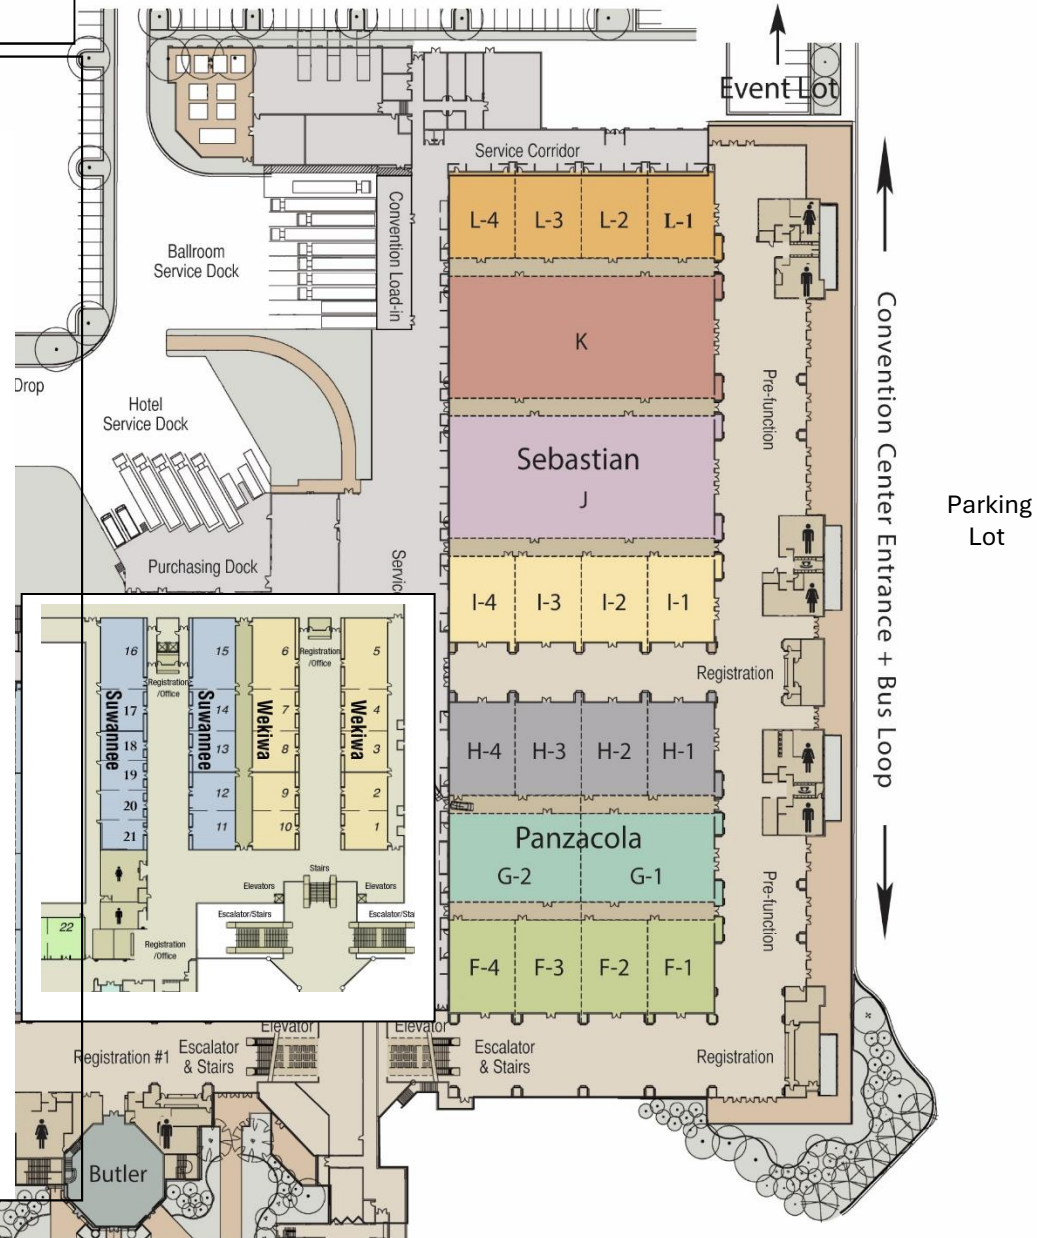 Event Lot
Service Corridor
L-4
L-3
L-2
L-1
Convention Load-in
Ballroom
Service Dock
K
Convention Center Entrance + Bus Loop
Pre-function
Drop
Hotel
Service Dock
Sebastian
J
Parking
Lot
Purchasing Dock
Servic
I-4
I-3
I-2
I-1
Registration
16
15
6
5
Registration
/Office
Registration
/Office
Suwannee
Suwannee
Wekiwa
Wekiwa
17
14
7
4
18
13
8
3
19
20
12
9
2
21
11
10
1
Stairs
Elevators
Elevators
Escalator/Stairs
Escalator/Sta
22
Registration
/Office
H-4
H-3
H-2
H-1
Panzacola
G-2
G-1
Pre-function
F-4
F-3
F-2
F-1
Elevator
Elevator
Registration #1
Escalator
& Stairs
Escalator
& Stairs
Registration
Butler